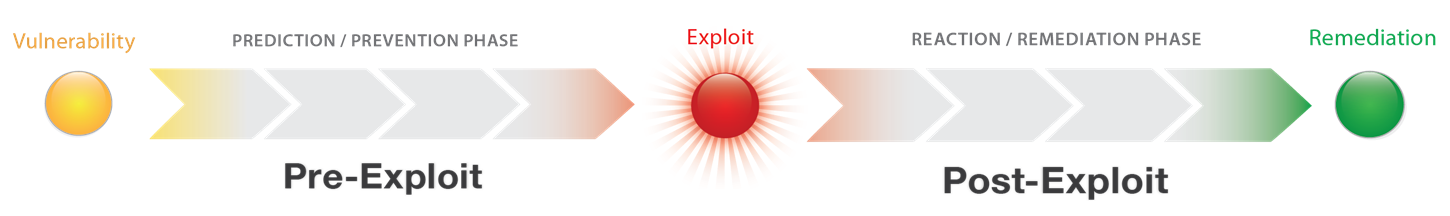 Vulnerability
PREDICTION / PREVENTION PHASE
Exploit
REACTION / REMEDIATION PHASE
Remediation
Pre-Exploit
Post-Exploit